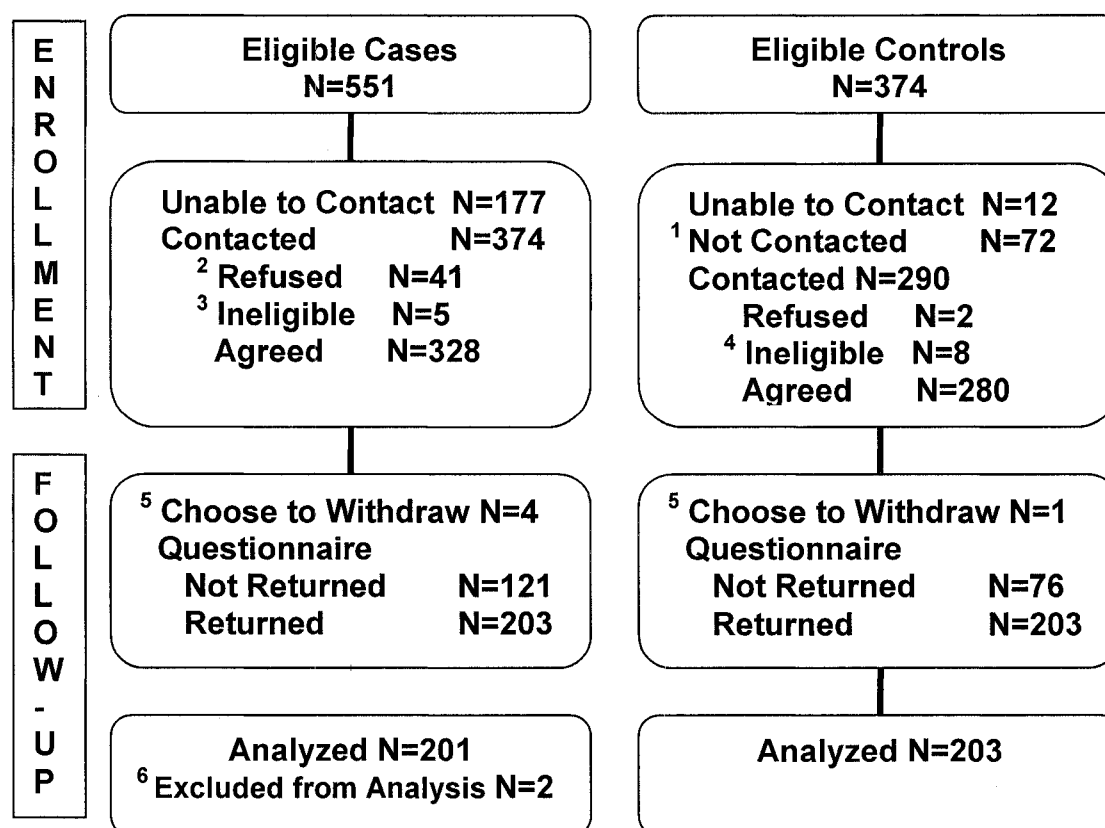 ENROLLMENT
Eligible Cases
N=551
Unable to Contact N=177
Contacted N=374
2 Refused N=41
3 Ineligible N=5
Agreed N=328
Eligible Controls
N=374
Unable to Contact N=12
1 Not Contacted N=72
Contacted N=290
Refused N=2
4 Ineligible N=8
Agreed N=280
FOLLOW-UP
5 Choose to Withdraw N=4
Questionnaire
Not Returned N=121
Returned N=203
5 Choose to Withdraw N=1
Questionnaire
Not Returned N=76
Returned N=203
Analyzed N=201
6 Excluded from Analysis N=2
Analyzed N=203